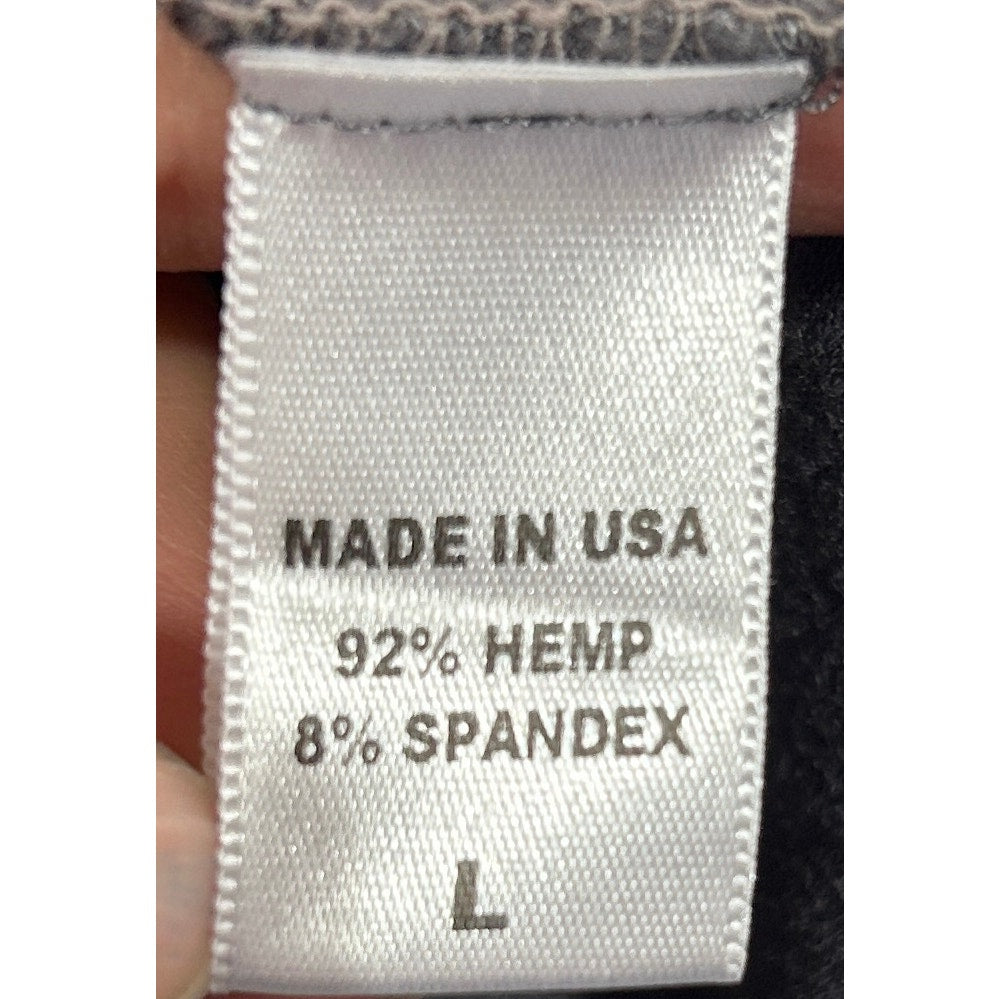 MADE IN USA
92% HEMP
8% SPANDEX
L